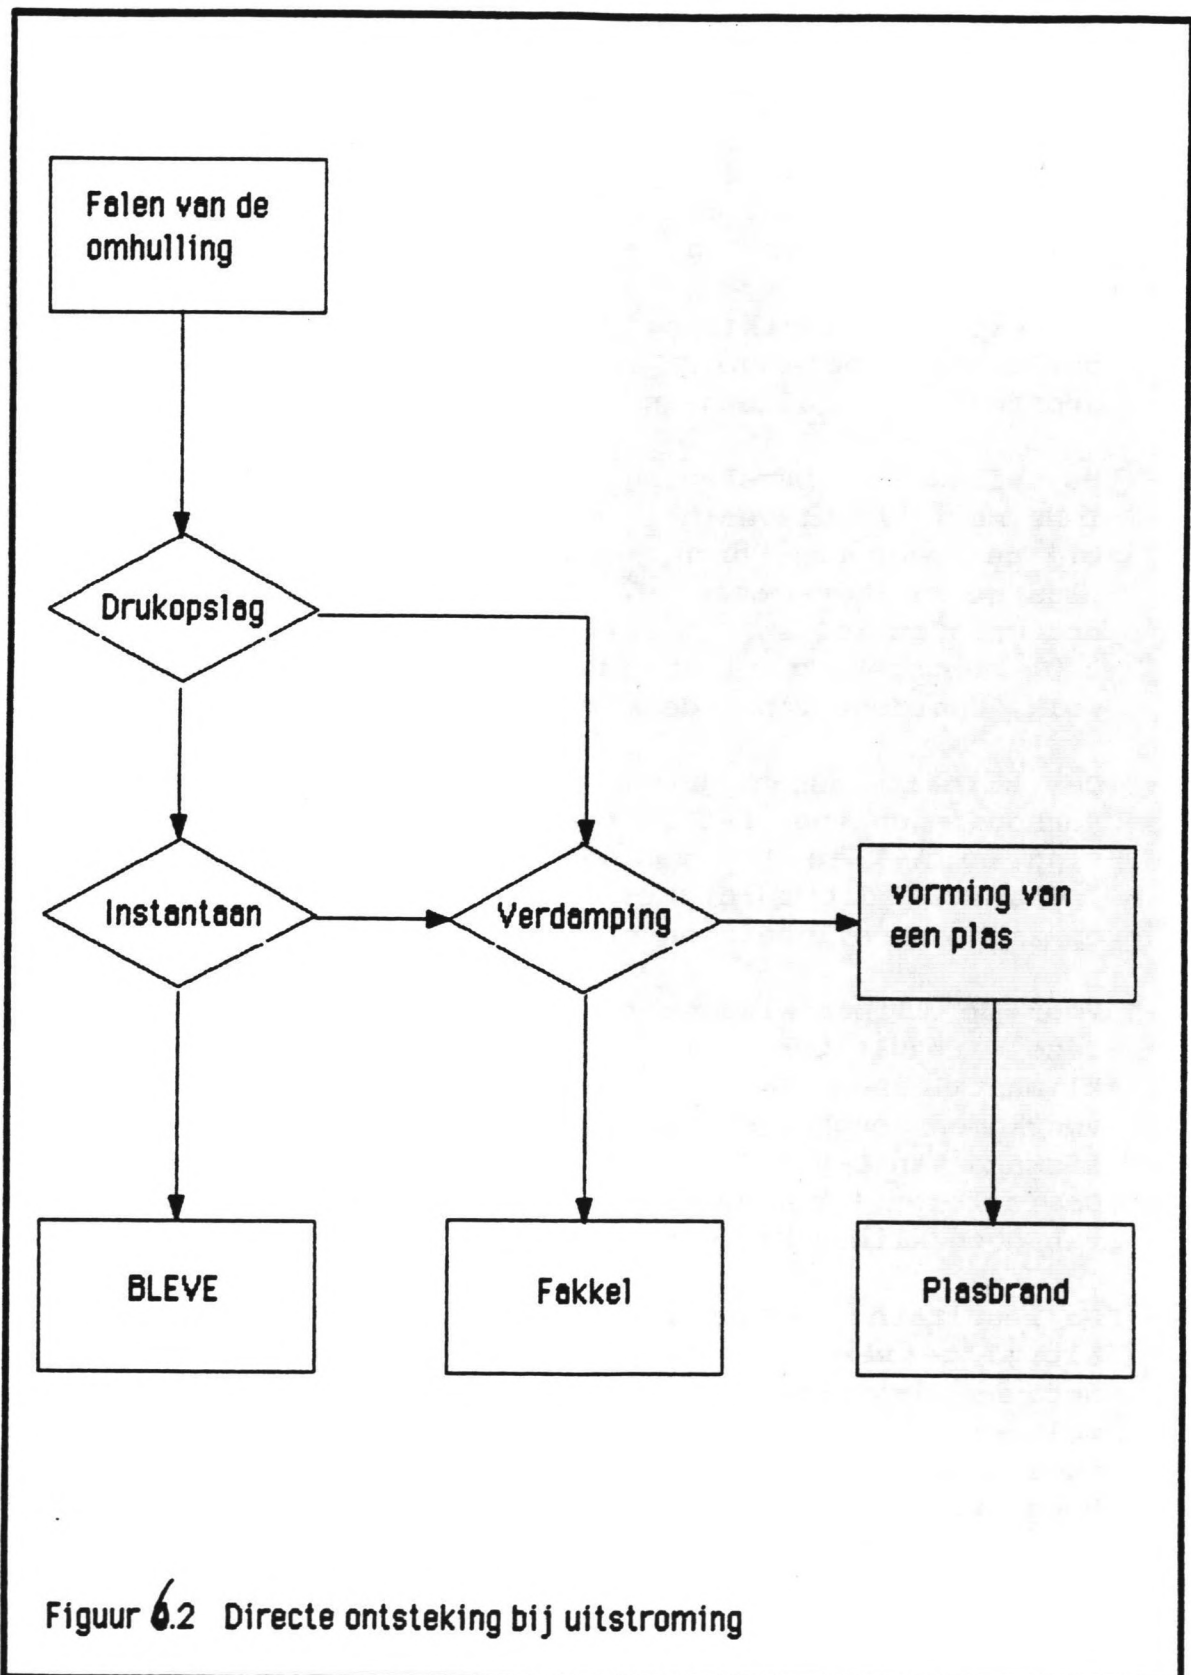 Falen van de
omhulling
Drukopslag
Instantaan
Verdamping
vorming van
een plas
BLEVE
Fakkel
Plasbrand
Figuur 6.2 Directe ontsteking bij uitstroming